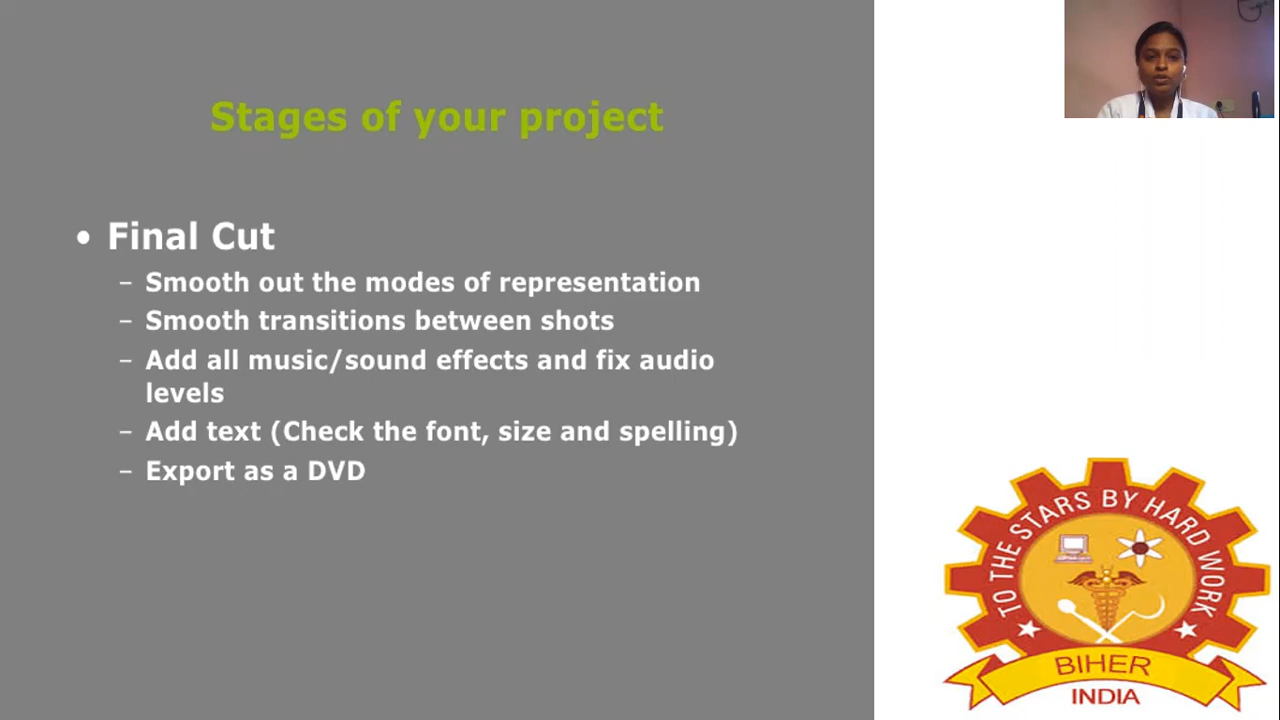 Stages of your project
• Final Cut
– Smooth out the modes of representation
– Smooth transitions between shots
– Add all music/sound effects and fix audio
levels
– Add text (Check the font, size and spelling)
– Export as a DVD
TO THE STARS BY HARD WORK
BIHER
INDIA